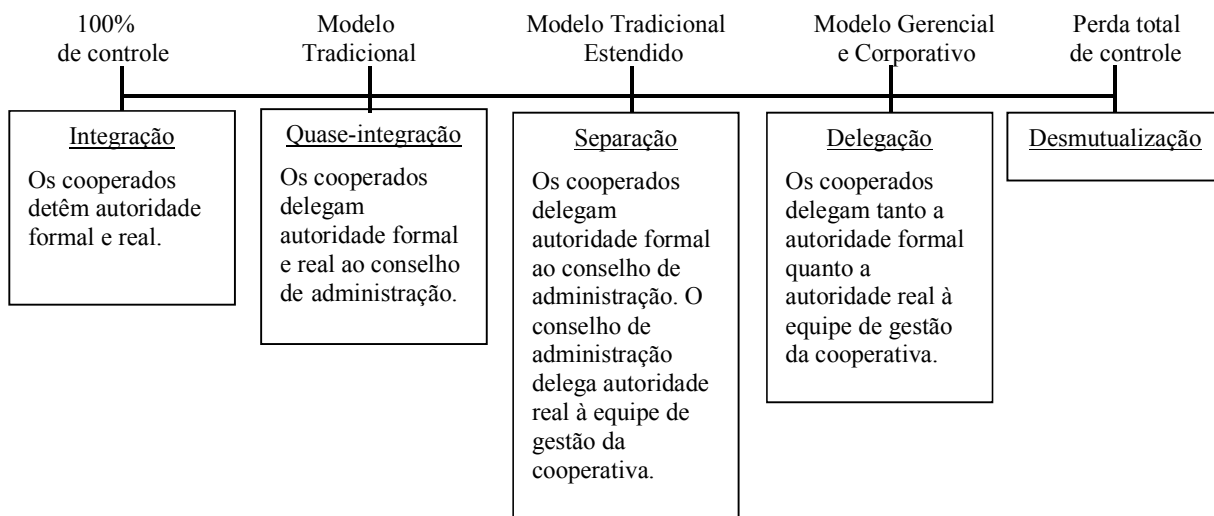 100%
de controle
Modelo
Tradicional
Modelo Tradicional
Estendido
Modelo Gerencial
e Corporativo
Perda total
de controle
Integração
Os cooperados
detêm autoridade
formal e real.
Quase-integração
Os cooperados
delegam
autoridade formal
e real ao conselho
de administração.
Separação
Os cooperados
delegam
autoridade formal
ao conselho de
administração. O
conselho de
administração
delega autoridade
real à equipe de
gestão da
cooperativa.
Delegação
Os cooperados
delegam tanto a
autoridade formal
quanto a
autoridade real à
equipe de gestão
da cooperativa.
Desmutualização